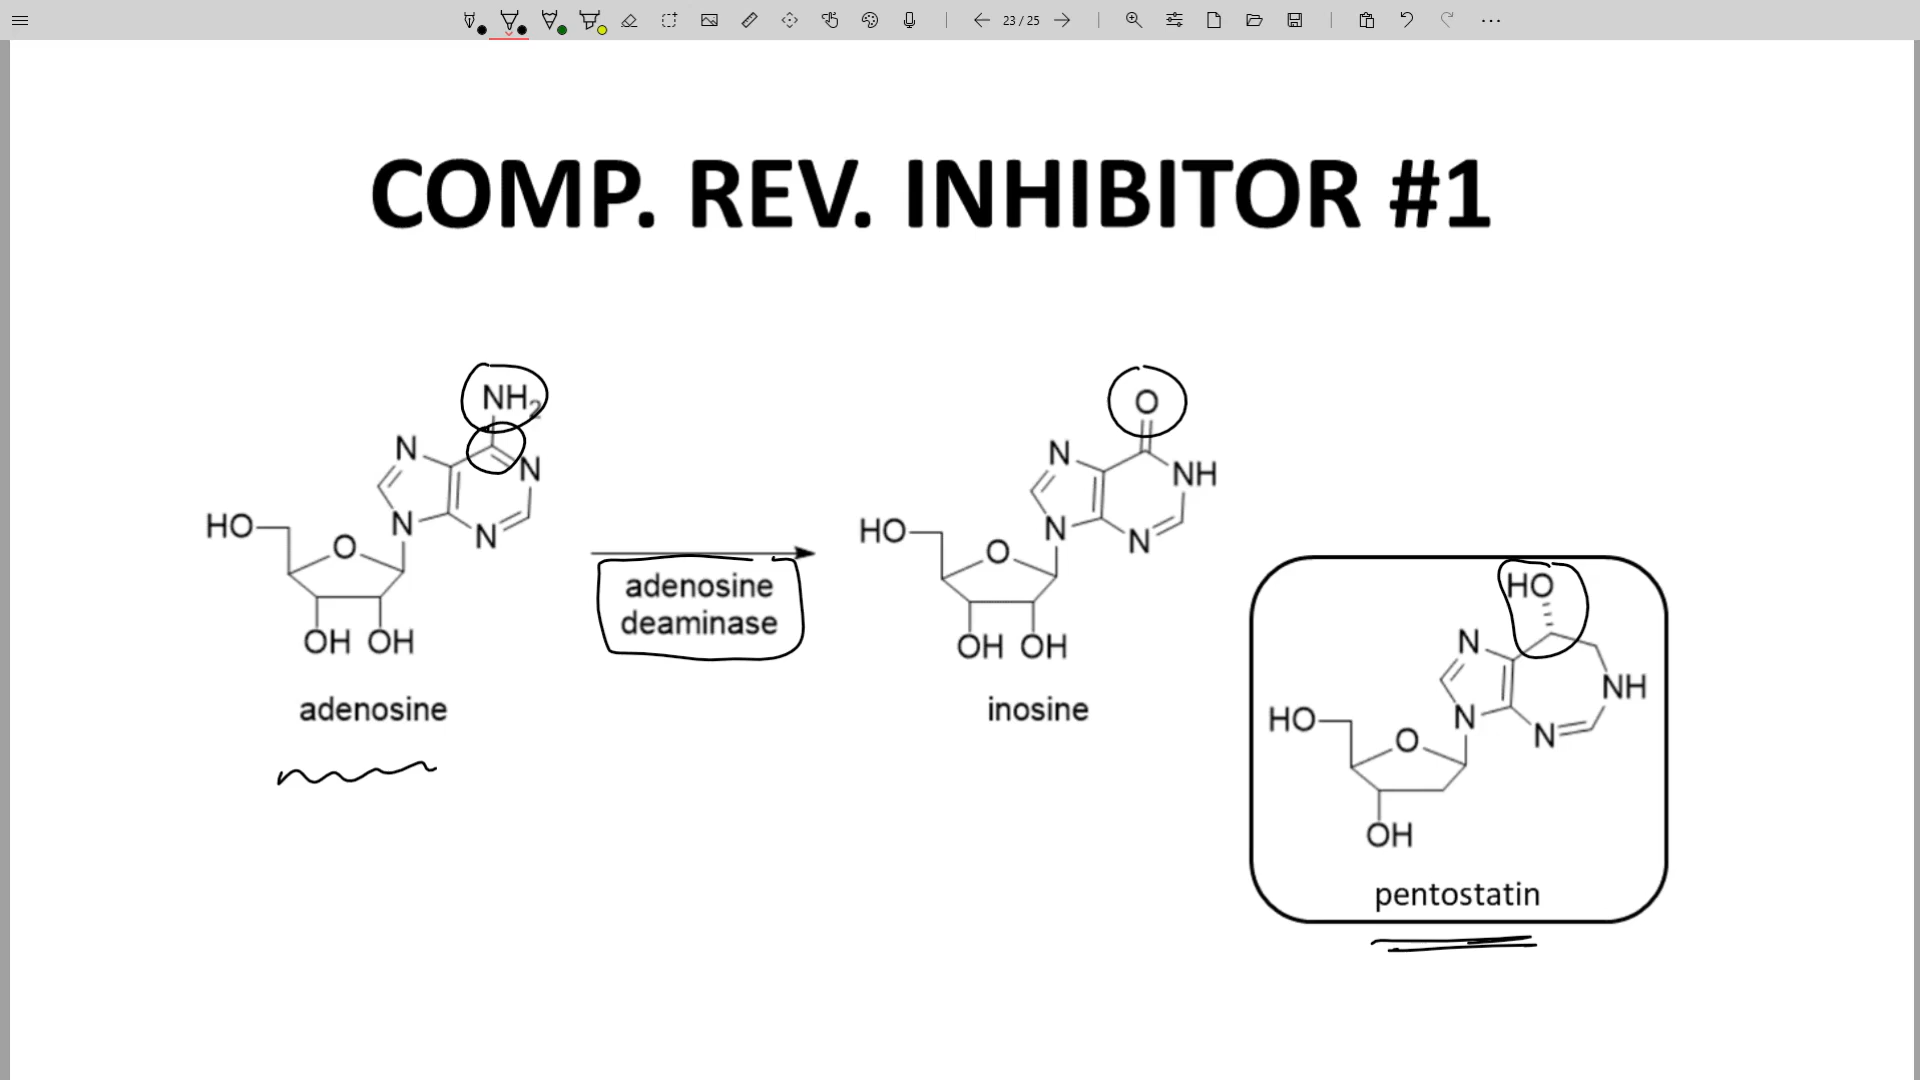 23 / 25
COMP. REV. INHIBITOR #1
NH₂
N
N
N
N
HO
O
OH OH
adenosine
adenosine
deaminase
O
N
NH
N
N
HO
O
OH OH
inosine
HO
N
NH
N
N
HO
O
OH
pentostatin